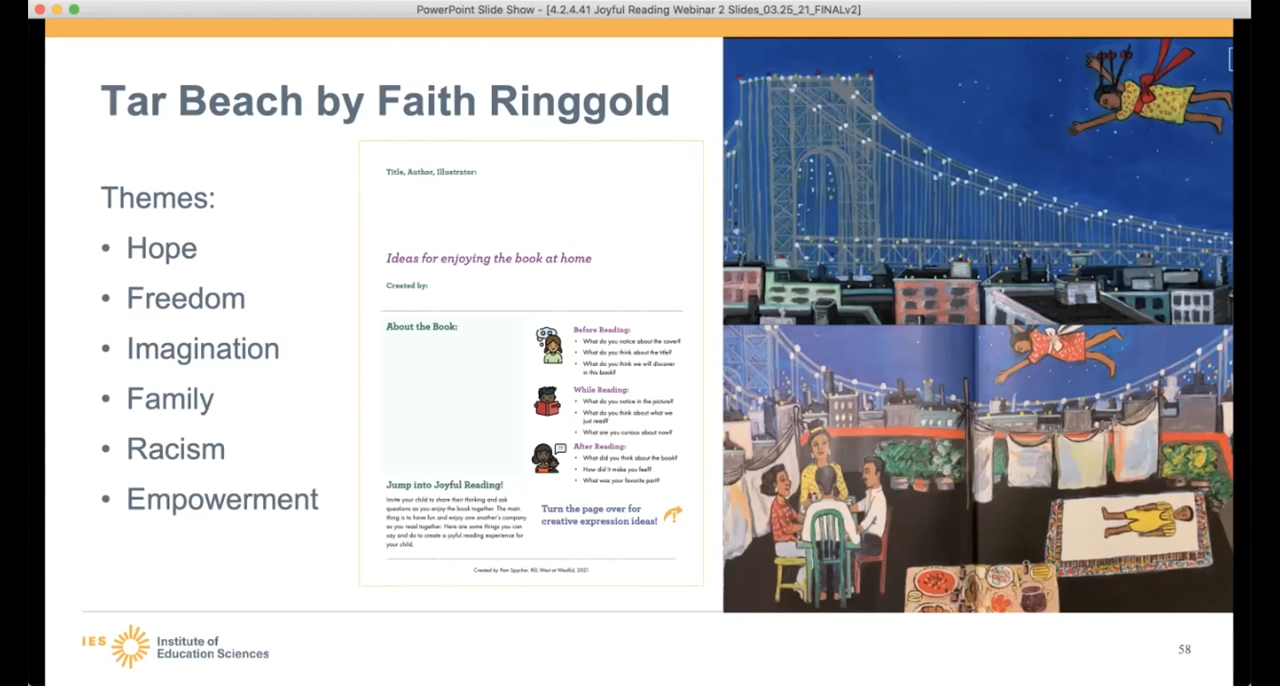 PowerPoint Slide Show - [4.2.4.41 Joyful Reading Webinar 2 Slides_03.25_21_FINALv2]
Tar Beach by Faith Ringgold
Themes:
• Hope
• Freedom
• Imagination
• Family
• Racism
• Empowerment
Title, Author, Illustrator:
Ideas for enjoying the book at home
Created by:
About the Book:
Jump into Joyful Reading!
Invite your child to share their thinking and ask
questions as you enjoy the book together. The main
thing is to have fun and enjoy one another's company
as you read together. Here are some things you can
say and do to create a joyful reading experience for
your child.
Before Reading:
• What do you notice about the cover?
• What do you think about the title?
• What do you think we will discover
in this book?
While Reading:
• What do you notice in the picture?
• What do you think about what we
just read?
• What are you curious about now?
After Reading:
• What did you think about the book?
• How did it make you feel?
• What was your favorite part?
Turn the page over for
creative expression ideas!
Created by Pam Spycher, REL West at WestEd, 2021
IES
Institute of
Education Sciences
58